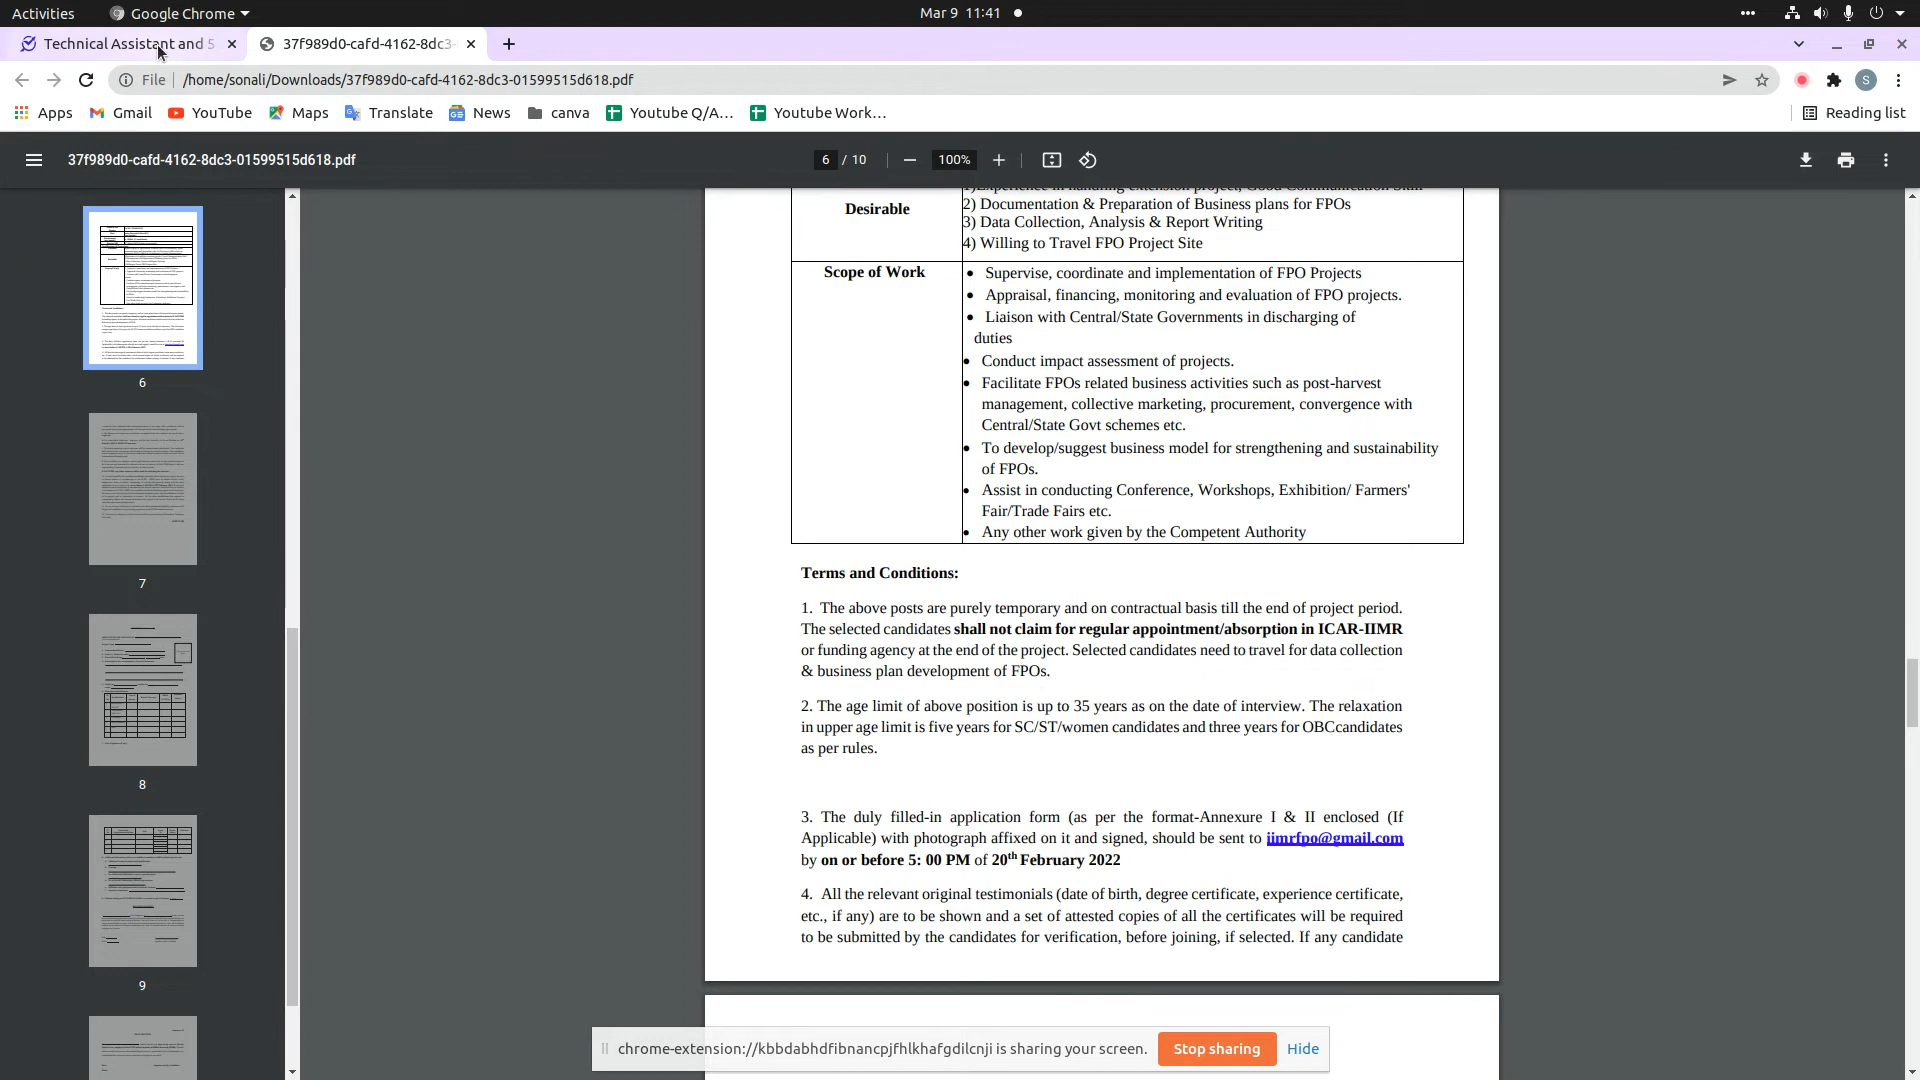 Activities
Google Chrome
Mar 9 11:41
Technical Assistant and 5
37f989d0-cafd-4162-8dc3-
File
/home/sonali/Downloads/37f989d0-cafd-4162-8dc3-01599515d618.pdf
S
Apps
Gmail
YouTube
Maps
Translate
News
canva
Youtube Q/A...
Youtube Work...
Reading list
37f989d0-cafd-4162-8dc3-01599515d618.pdf
6 / 10
100%
6
7
8
9
1)Experience in handling extension project, Good Communication Skill
Desirable
2) Documentation & Preparation of Business plans for FPOs
3) Data Collection, Analysis & Report Writing
4) Willing to Travel FPO Project Site
Scope of Work
• Supervise, coordinate and implementation of FPO Projects
• Appraisal, financing, monitoring and evaluation of FPO projects.
• Liaison with Central/State Governments in discharging of
duties
• Conduct impact assessment of projects.
• Facilitate FPOs related business activities such as post-harvest
management, collective marketing, procurement, convergence with
Central/State Govt schemes etc.
• To develop/suggest business model for strengthening and sustainability
of FPOs.
• Assist in conducting Conference, Workshops, Exhibition/ Farmers'
Fair/Trade Fairs etc.
• Any other work given by the Competent Authority
Terms and Conditions:
1. The above posts are purely temporary and on contractual basis till the end of project period.
The selected candidates shall not claim for regular appointment/absorption in ICAR-IIMR
or funding agency at the end of the project. Selected candidates need to travel for data collection
& business plan development of FPOs.
2. The age limit of above position is up to 35 years as on the date of interview. The relaxation
in upper age limit is five years for SC/ST/women candidates and three years for OBCcandidates
as per rules.
3. The duly filled-in application form (as per the format-Annexure I & II enclosed (If
Applicable) with photograph affixed on it and signed, should be sent to iimrfpo@gmail.com
by on or before 5: 00 PM of 20th February 2022
4. All the relevant original testimonials (date of birth, degree certificate, experience certificate,
etc., if any) are to be shown and a set of attested copies of all the certificates will be required
to be submitted by the candidates for verification, before joining, if selected. If any candidate
chrome-extension://kbbdabhdfibnancpjfhlkhafgdilcnji is sharing your screen.
Stop sharing
Hide